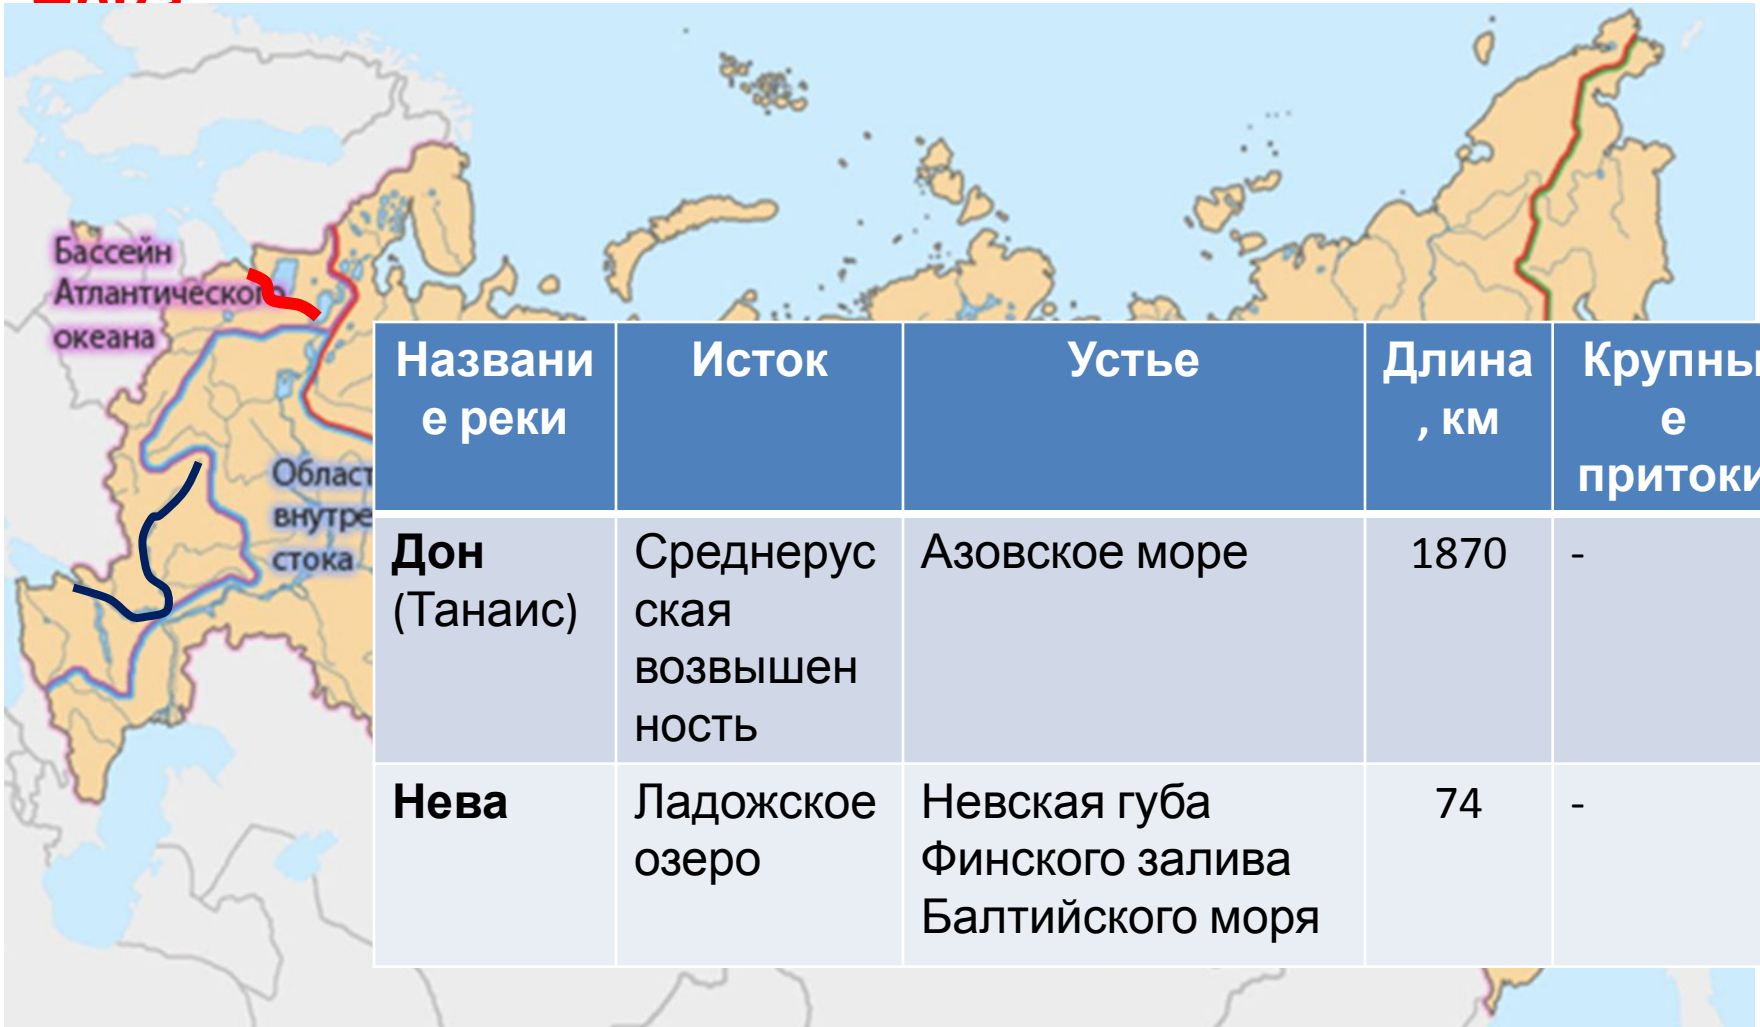 Бассейн
Атлантического
океана
Област
внутре
стока
Названи
е реки
Исток
Устье
Длина
, км
Крупны
е
притоки
Дон
(Танаис)
Среднерус
ская
возвышен
ность
Азовское море
1870
-
Нева
Ладожское
озеро
Невская губа
Финского залива
Балтийского моря
74
-